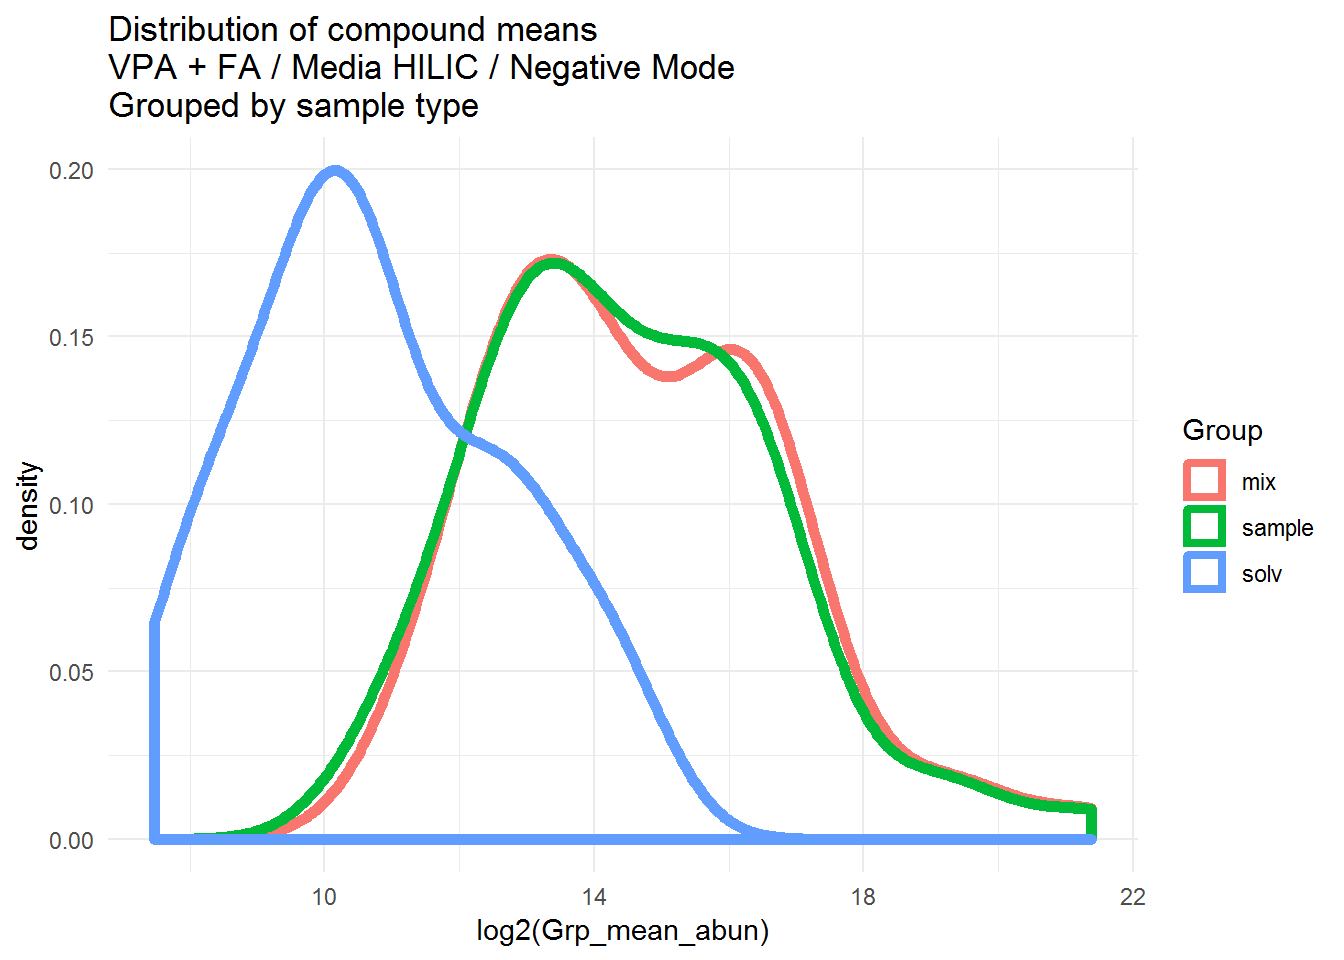 Distribution of compound means
VPA + FA / Media HILIC / Negative Mode
Grouped by sample type
density
0.20
0.15
0.10
0.05
0.00
10
14
18
22
log2(Grp_mean_abun)
Group
mix
sample
solv